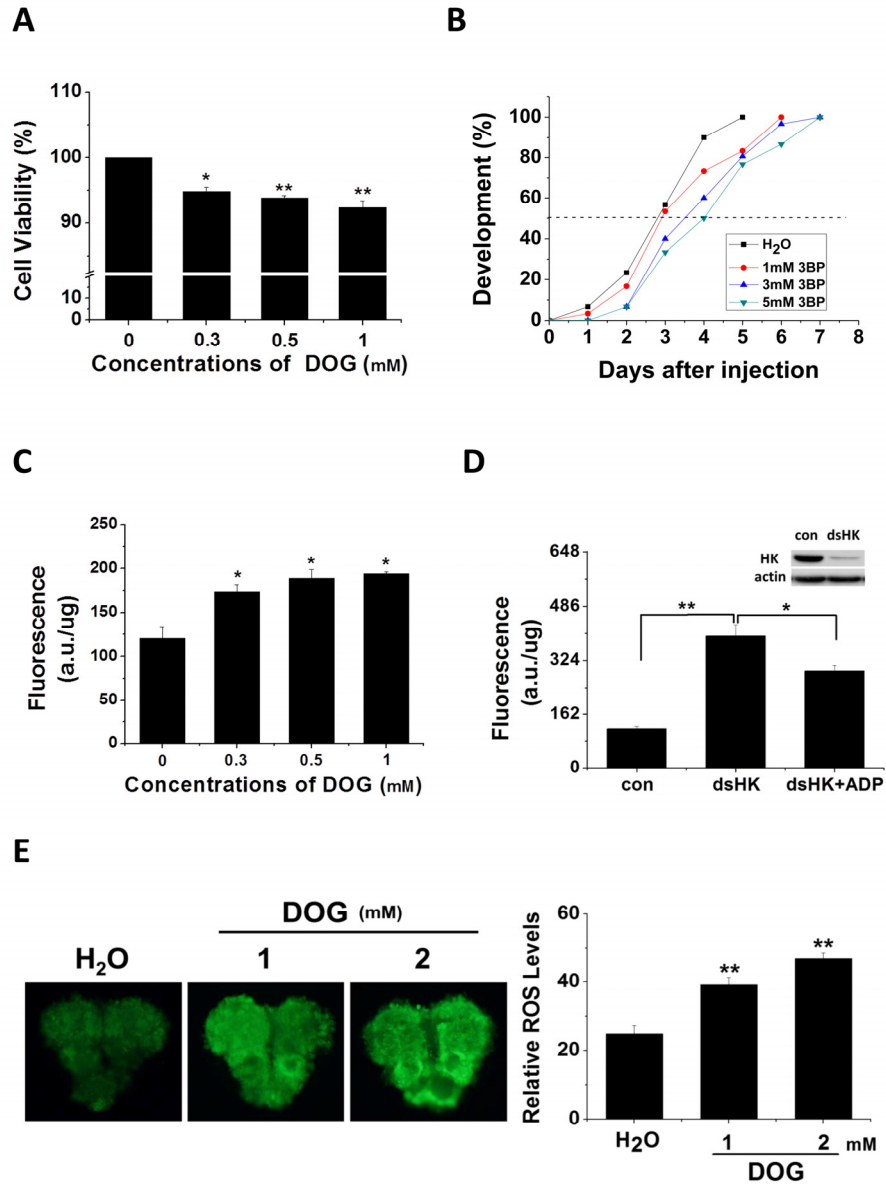 A
110
100
90
10
0
Cell Viability (%)
* ** **
0 0.3 0.5 1
Concentrations of DOG (mM)
B
100
80
60
40
20
0
Development (%)
H2O
1mM 3BP
3mM 3BP
5mM 3BP
0 1 2 3 4 5 6 7 8
Days after injection
C
250
200
150
100
50
0
Fluorescence
(a.u./ug)
* * *
0 0.3 0.5 1
Concentrations of DOG (mM)
D
con dsHK
HK
actin
648
486
324
162
0
Fluorescence
(a.u./ug)
** *
con dsHK dsHK+ADP
E
DOG (mM)
H2O 1 2
60
40
20
0
Relative ROS Levels
** **
H2O 1 2 mM
DOG